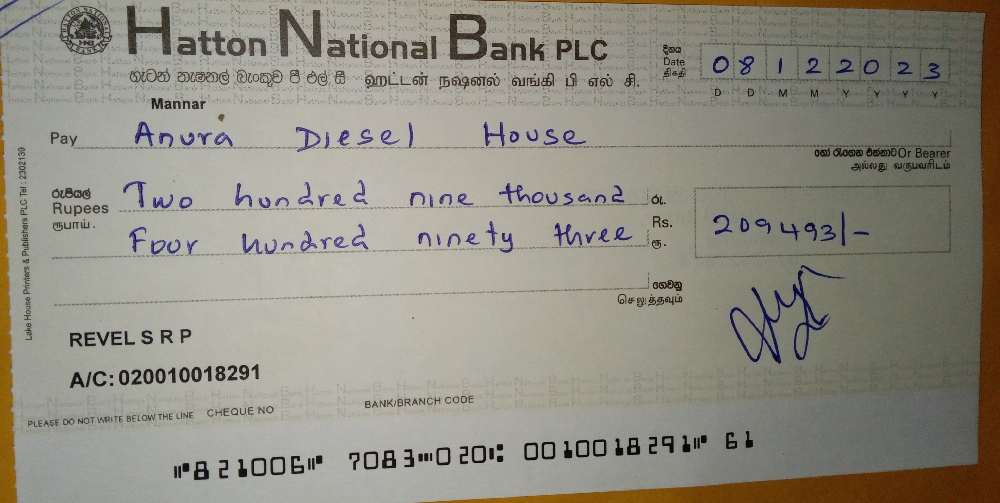 Hatton National Bank PLC
හැටන් නැෂනල් බැංකුව පී එල් සී ஹட்டன் நஷனல் வங்கி பி எல் சி.
Mannar
දිනය
Date
திகதி
0 8 1 2 2 0 2 3
D D M M Y Y Y Y
Pay Anura Diesel House
හෝ රැගෙන එන්නාට Or Bearer
அல்லது வருபவரிடம்
රුපියල්
Rupees
ரூபாய்.
Two hundred nine thousand
Four hundred ninety three
රු.
Rs.
ரூ.
209493/-
ගෙවනු
செலுத்தவும்
REVEL S R P
A/C: 020010018291
PLEASE DO NOT WRITE BELOW THE LINE CHEQUE NO BANK/BRANCH CODE
⑈821006⑈ 7083⑉020⑆ 0010018291⑈ 61
Lake House Printers & Publishers PLC Tel : 2302139